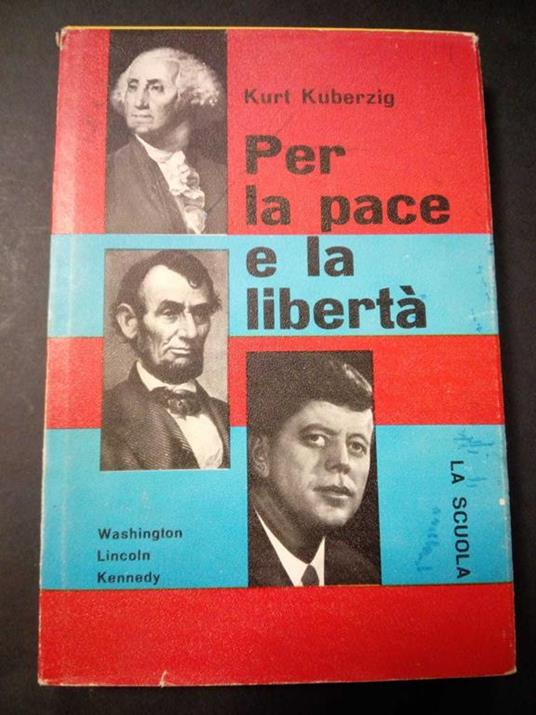 Kurt Kuberzig
Per
la pace
e la
libertà
LA SCUOLA
Washington
Lincoln
Kennedy